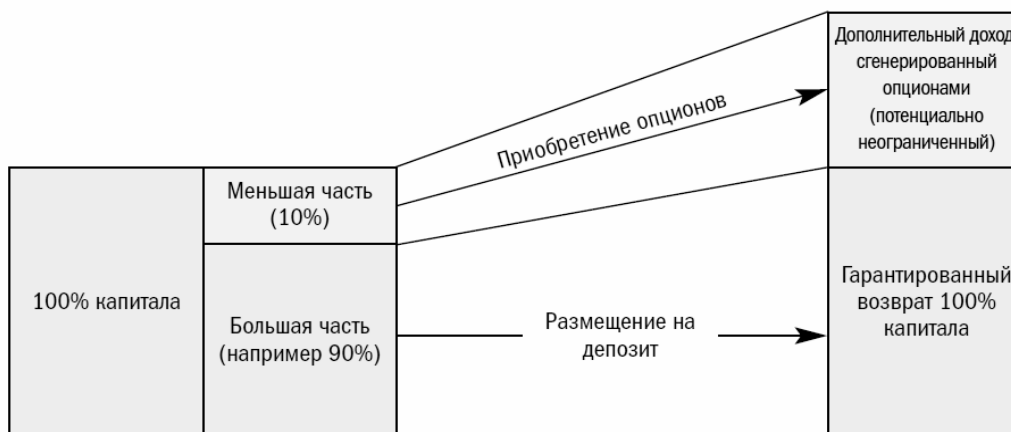 100% капитала
Меньшая часть
(10%)
Большая часть
(например 90%)
Приобретение опционов
Размещение на
депозит
Дополнительный доход,
сгенерированный
опционами
(потенциально
неограниченный)
Гарантированный
возврат 100%
капитала